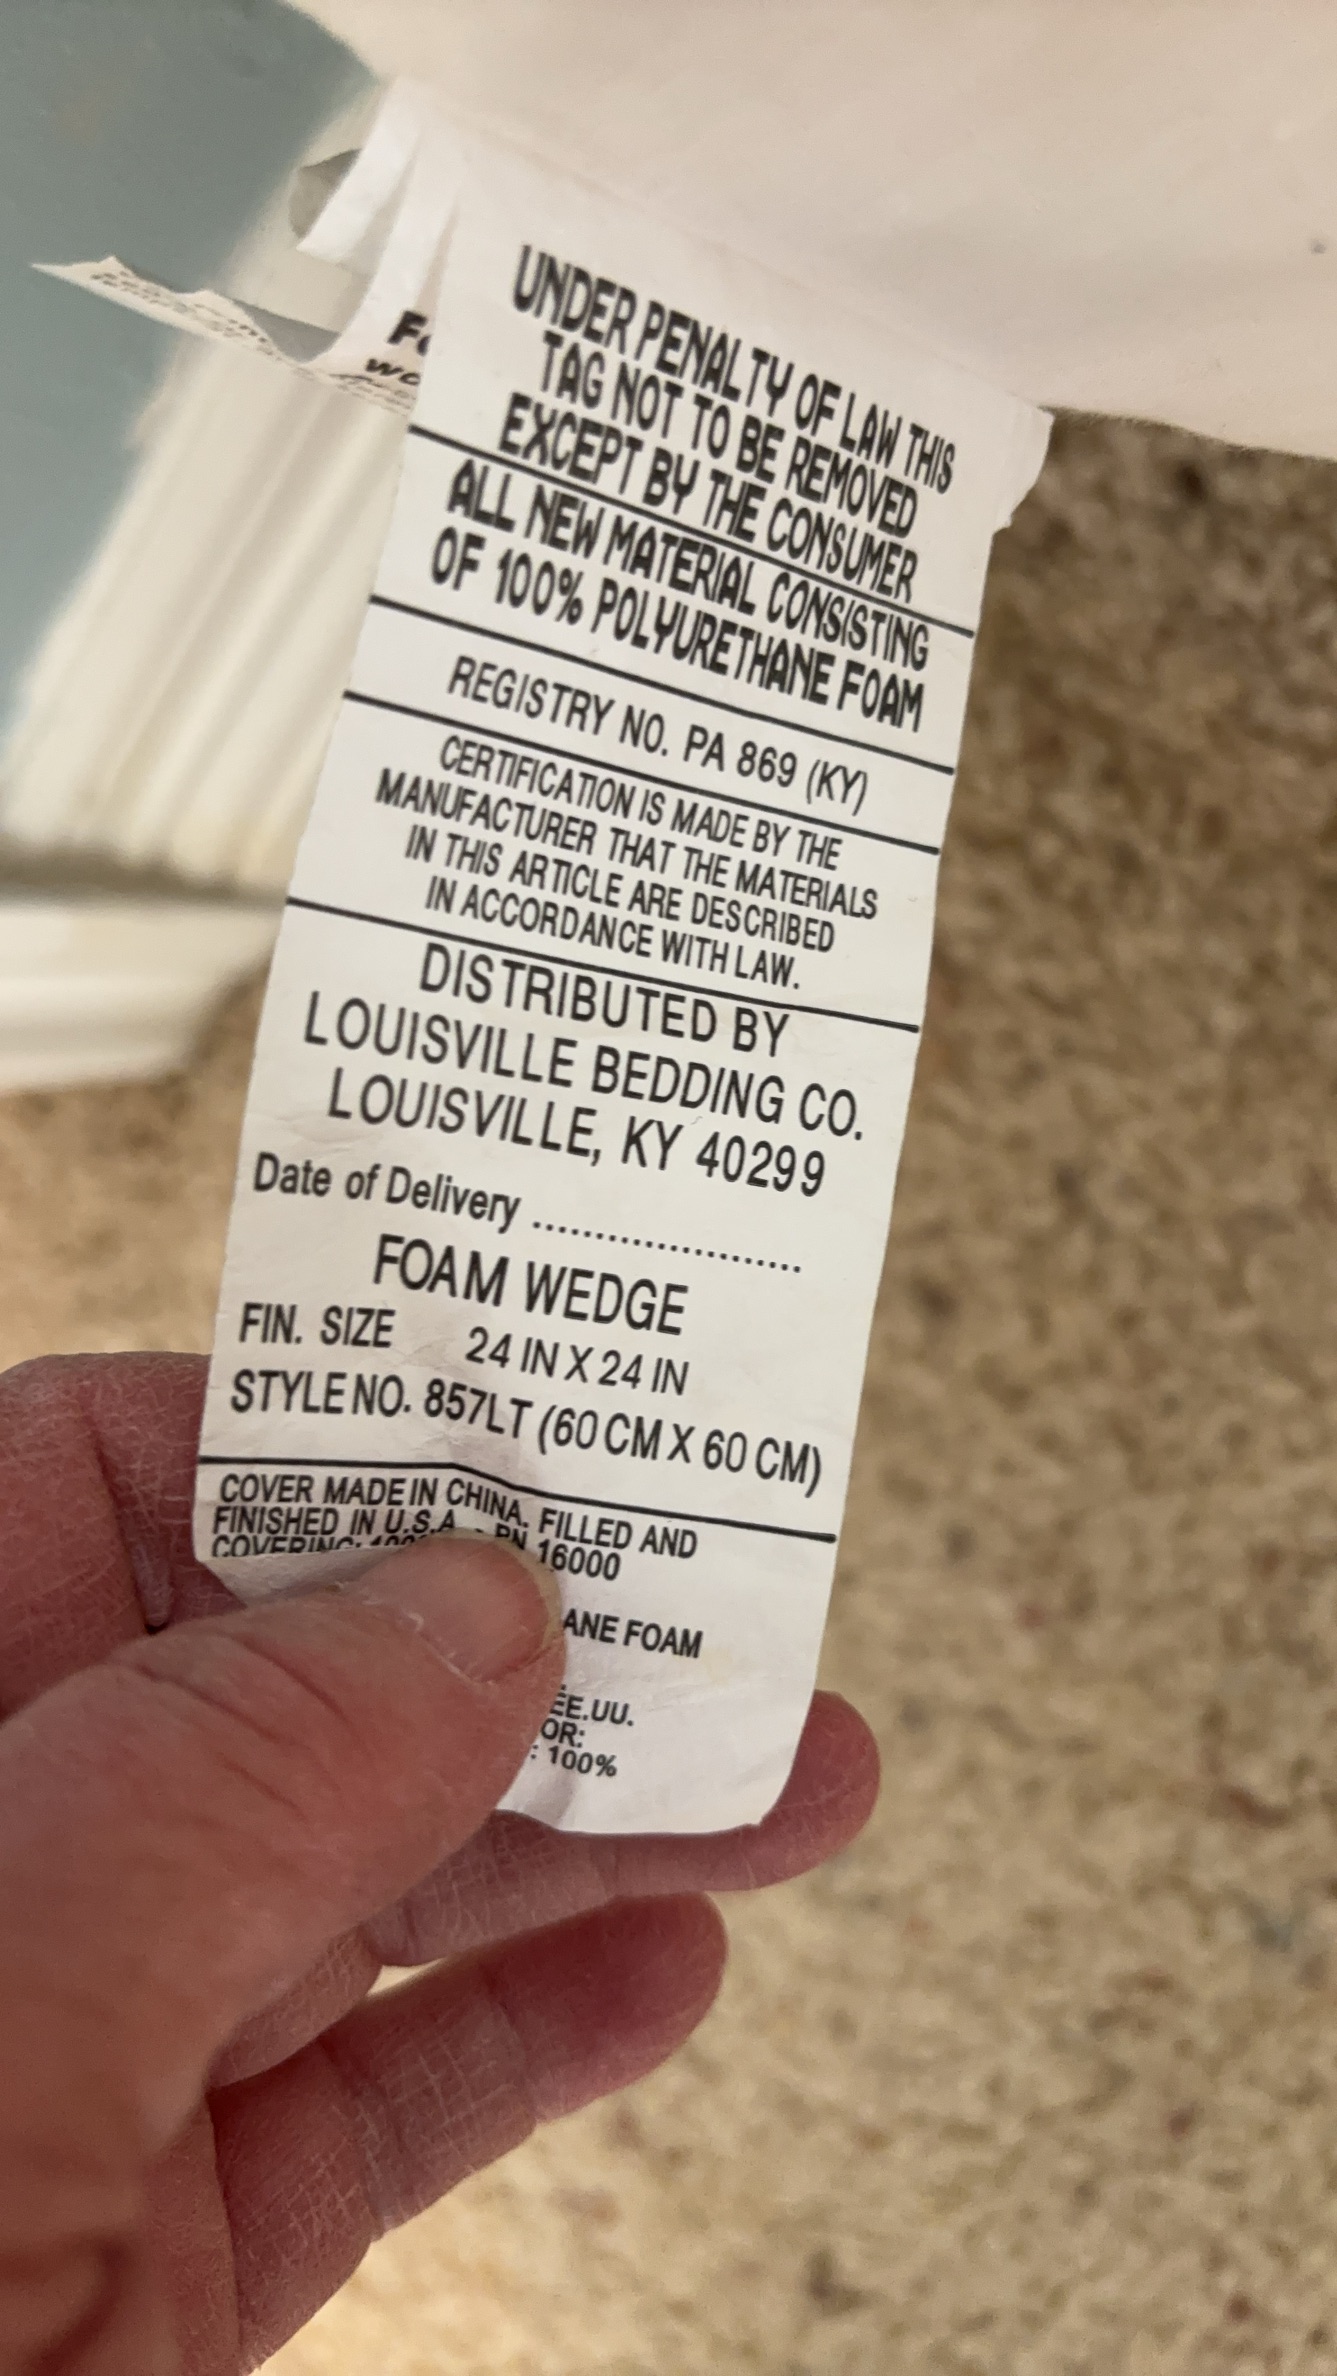 UNDER PENALTY OF LAW THIS
TAG NOT TO BE REMOVED
EXCEPT BY THE CONSUMER
ALL NEW MATERIAL CONSISTING
OF 100% POLYURETHANE FOAM
REGISTRY NO. PA 869 (KY)
CERTIFICATION IS MADE BY THE
MANUFACTURER THAT THE MATERIALS
IN THIS ARTICLE ARE DESCRIBED
IN ACCORDANCE WITH LAW.
DISTRIBUTED BY
LOUISVILLE BEDDING CO.
LOUISVILLE, KY 40299
Date of Delivery ......................
FOAM WEDGE
FIN. SIZE 24 IN X 24 IN
STYLE NO. 857LT (60 CM X 60 CM)
COVER MADE IN CHINA. FILLED AND
FINISHED IN U.S.A. - RN 16000
COVERING:
FOAM
EE.UU.
: 100%